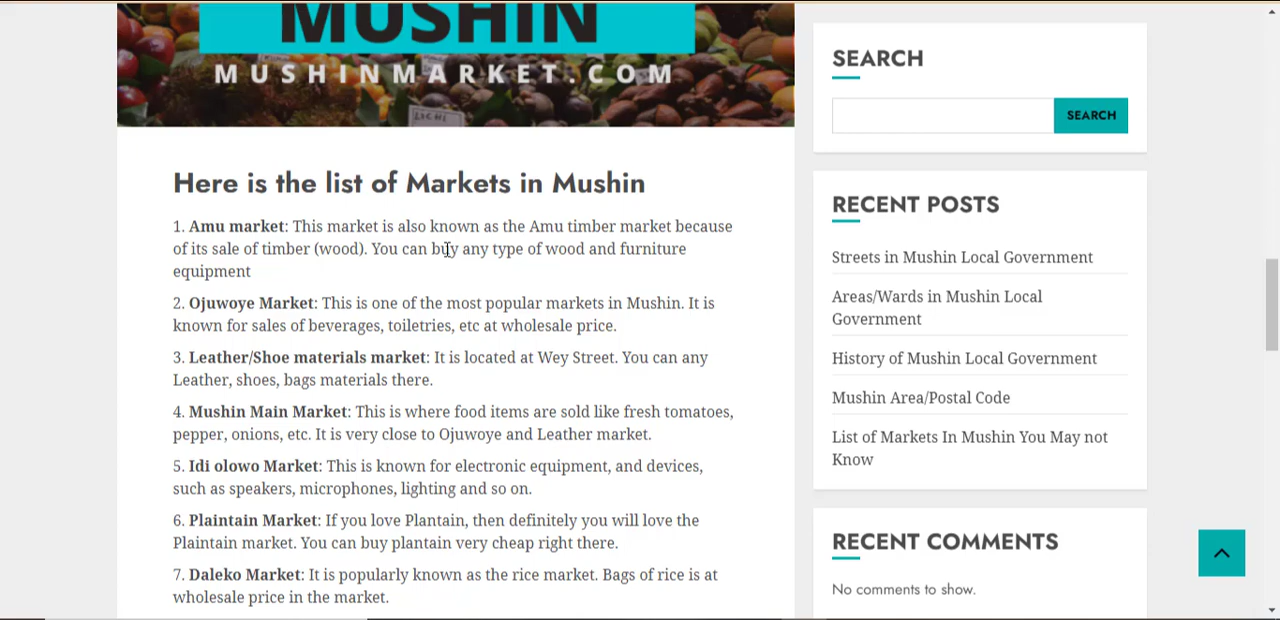 MUSHIN
MUSHINMARKET.COM
LICHI
Here is the list of Markets in Mushin
1. Amu market: This market is also known as the Amu timber market because
of its sale of timber (wood). You can buy any type of wood and furniture
equipment
2. Ojuwoye Market: This is one of the most popular markets in Mushin. It is
known for sales of beverages, toiletries, etc at wholesale price.
3. Leather/Shoe materials market: It is located at Wey Street. You can any
Leather, shoes, bags materials there.
4. Mushin Main Market: This is where food items are sold like fresh tomatoes,
pepper, onions, etc. It is very close to Ojuwoye and Leather market.
5. Idi olowo Market: This is known for electronic equipment, and devices,
such as speakers, microphones, lighting and so on.
6. Plaintain Market: If you love Plantain, then definitely you will love the
Plaintain market. You can buy plantain very cheap right there.
7. Daleko Market: It is popularly known as the rice market. Bags of rice is at
wholesale price in the market.
SEARCH
SEARCH
RECENT POSTS
Streets in Mushin Local Government
Areas/Wards in Mushin Local
Government
History of Mushin Local Government
Mushin Area/Postal Code
List of Markets In Mushin You May not
Know
RECENT COMMENTS
No comments to show.